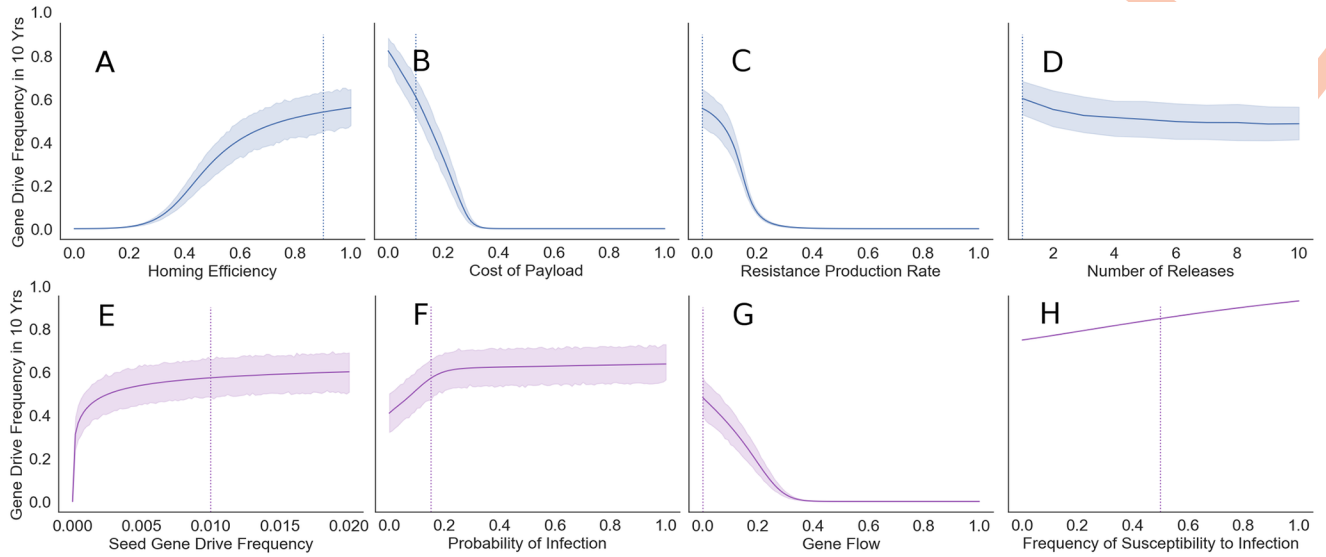 Gene Drive Frequency in 10 Yrs
1.0
0.8
0.6
0.4
0.2
0.0
A
B
C
D
0.0 0.2 0.4 0.6 0.8 1.0
0.0 0.2 0.4 0.6 0.8 1.0
0.0 0.2 0.4 0.6 0.8 1.0
2 4 6 8 10
Homing Efficiency
Cost of Payload
Resistance Production Rate
Number of Releases
Gene Drive Frequency in 10 Yrs
1.0
0.8
0.6
0.4
0.2
0.0
E
F
G
H
0.000 0.005 0.010 0.015 0.020
0.0 0.2 0.4 0.6 0.8 1.0
0.0 0.2 0.4 0.6 0.8 1.0
0.0 0.2 0.4 0.6 0.8 1.0
Seed Gene Drive Frequency
Probability of Infection
Gene Flow
Frequency of Susceptibility to Infection